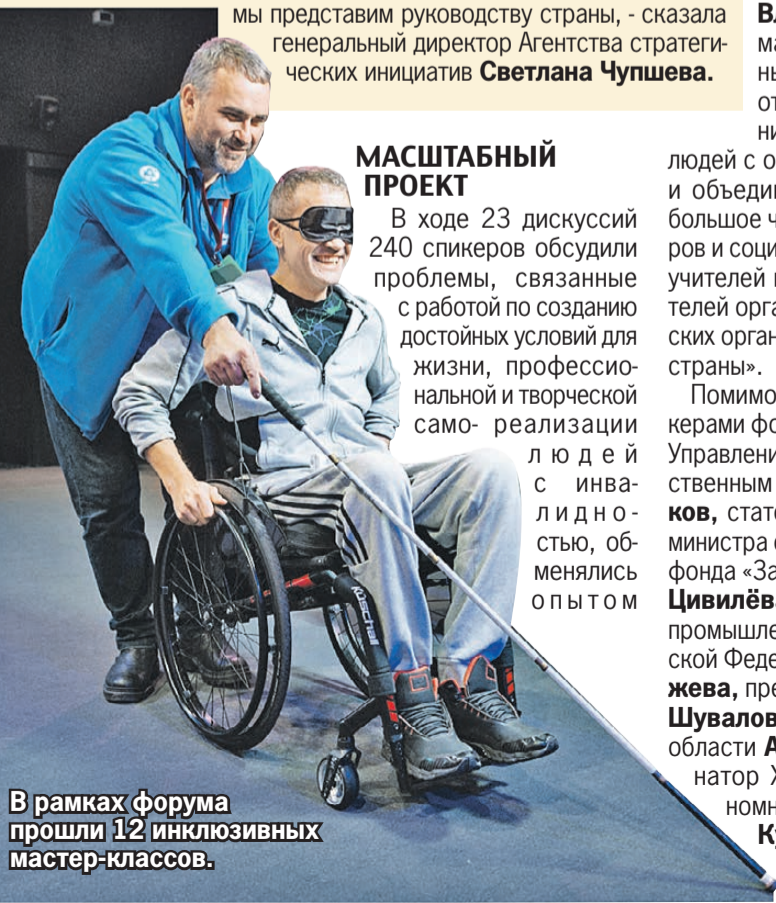 мы представим руководству страны, - сказала
генеральный директор Агентства стратеги-
ческих инициатив Светлана Чупшева.
МАСШТАБНЫЙ
ПРОЕКТ
В ходе 23 дискуссий
240 спикеров обсудили
проблемы, связанные
с работой по созданию
достойных условий для
жизни, профессио-
нальной и творческой
само- реализации
людей
с инва-
лидно-
стью, об-
менялись
опытом
людей с о
и объеди
большое ч
ров и соци
учителей
телей орга
ских орган
страны».
Помимо
керами фо
Управлени
ственным
ков, стато
министра
фонда «За
Цивилёва
промышле
ской Феде
жева, пре
Шувалов
области А
натор Х
номн
küschall
В рамках форума
прошли 12 инклюзивных
мастер-классов.